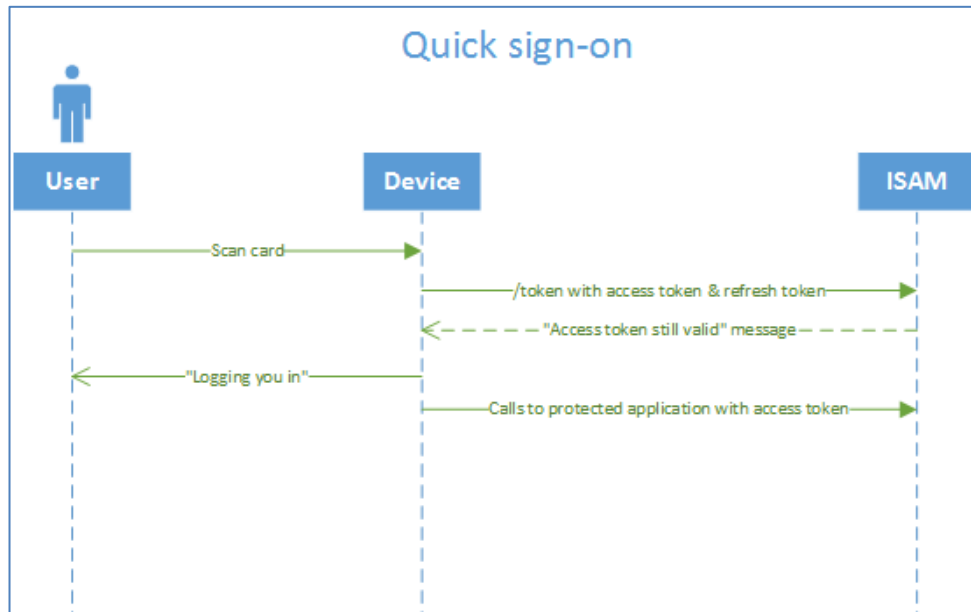 Quick sign-on
User
Device
ISAM
Scan card
/token with access token & refresh token
"Access token still valid" message
"Logging you in"
Calls to protected application with access token